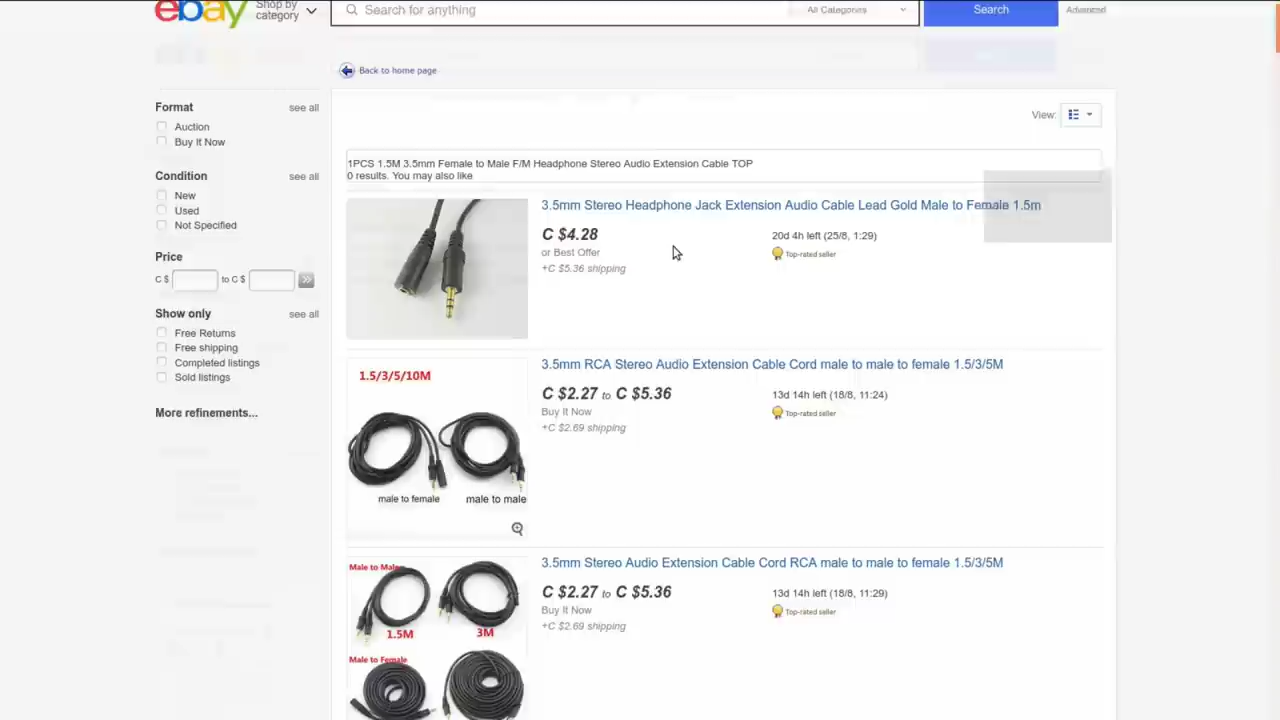 ebay
Shop by
category
Search for anything
All Categories
Search
Advanced
Back to home page
Format
see all
Auction
Buy It Now
Condition
see all
New
Used
Not Specified
Price
C $
to C $
Show only
see all
Free Returns
Free shipping
Completed listings
Sold listings
More refinements...
View:
1PCS 1.5M 3.5mm Female to Male F/M Headphone Stereo Audio Extension Cable TOP
0 results. You may also like
3.5mm Stereo Headphone Jack Extension Audio Cable Lead Gold Male to Female 1.5m
C $4.28
or Best Offer
+C $5.36 shipping
20d 4h left (25/8, 1:29)
Top-rated seller
1.5/3/5/10M
male to female
male to male
3.5mm RCA Stereo Audio Extension Cable Cord male to male to female 1.5/3/5M
C $2.27 to C $5.36
Buy It Now
+C $2.69 shipping
13d 14h left (18/8, 11:24)
Top-rated seller
Male to Male
1.5M
3M
Male to Female
3.5mm Stereo Audio Extension Cable Cord RCA male to male to female 1.5/3/5M
C $2.27 to C $5.36
Buy It Now
+C $2.69 shipping
13d 14h left (18/8, 11:29)
Top-rated seller